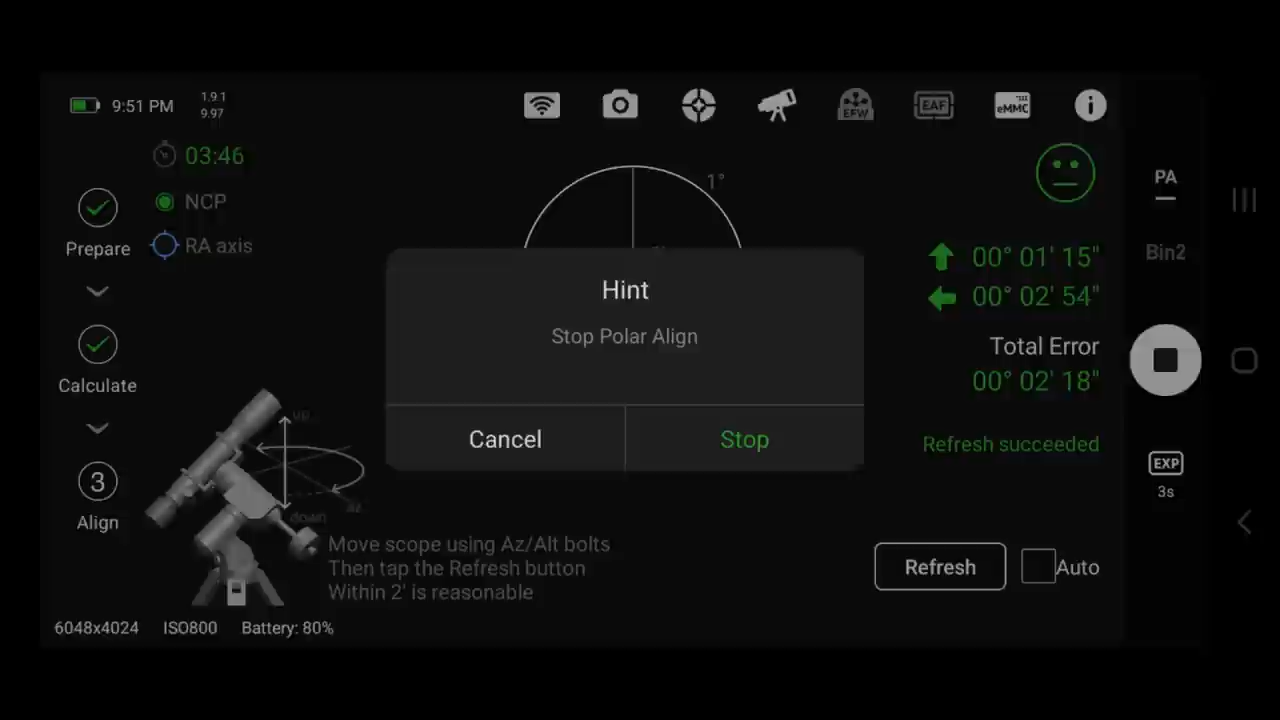 9:51 PM
1.9.1
9.97
EFW
EAF
eMMC
03:46
NCP
RA axis
Prepare
Calculate
3
Align
1°
up
down
az
Hint
Stop Polar Align
Cancel
Stop
00° 01' 15"
00° 02' 54"
Total Error
00° 02' 18"
Refresh succeeded
Move scope using Az/Alt bolts
Then tap the Refresh button
Within 2' is reasonable
Refresh
Auto
PA
Bin2
EXP
3s
6048x4024
ISO800
Battery: 80%